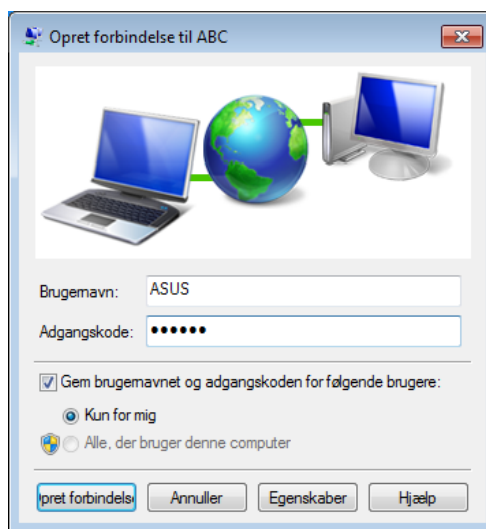 Opret forbindelse til ABC
Brugernavn:
ASUS
Adgangskode:
••••••
Gem brugernavnet og adgangskoden for følgende brugere:
Kun for mig
Alle, der bruger denne computer
pret forbindels
Annuller
Egenskaber
Hjælp